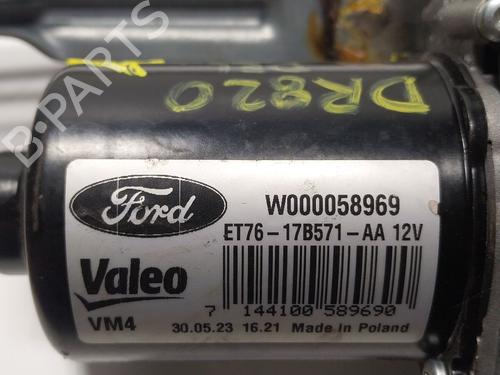 DR820
B-PARTS
Ford
W000058969
ET76-17B571-AA 12V
Valeo
VM4
7 144100 589690
30.05.23 16.21 Made in Poland